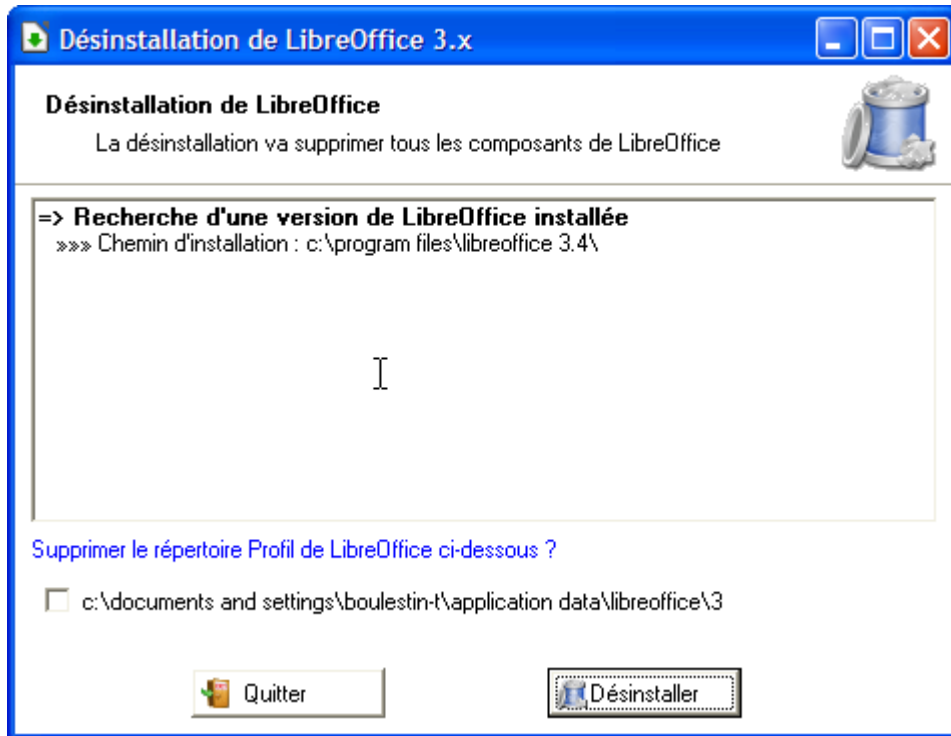 Désinstallation de LibreOffice 3.x
Désinstallation de LibreOffice
La désinstallation va supprimer tous les composants de LibreOffice
=> Recherche d'une version de LibreOffice installée
»»» Chemin d'installation : c:\program files\libreoffice 3.4\
Supprimer le répertoire Profil de LibreOffice ci-dessous ?
c:\documents and settings\boulestin-t\application data\libreoffice\3
Quitter
Désinstaller